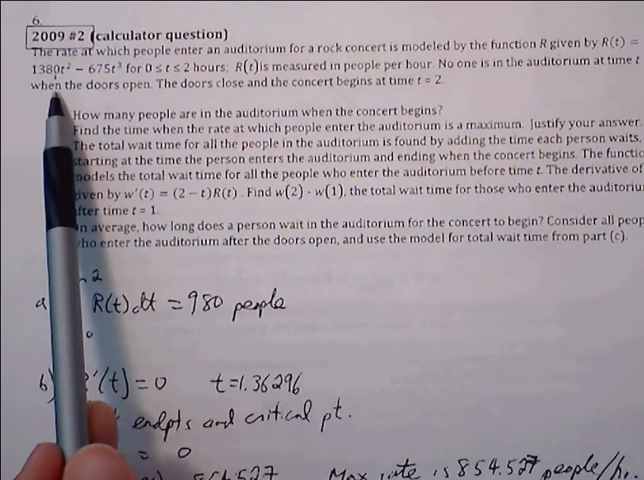 6.
2009 #2 (calculator question)
The rate at which people enter an auditorium for a rock concert is modeled by the function R given by R(t) =
1380t² − 675t³ for 0 ≤ t ≤ 2 hours; R(t) is measured in people per hour. No one is in the auditorium at time t
when the doors open. The doors close and the concert begins at time t = 2.
How many people are in the auditorium when the concert begins?
Find the time when the rate at which people enter the auditorium is a maximum. Justify your answer.
The total wait time for all the people in the auditorium is found by adding the time each person waits,
starting at the time the person enters the auditorium and ending when the concert begins. The functio
models the total wait time for all the people who enter the auditorium before time t. The derivative of
given by w'(t) = (2 − t)R(t). Find w(2) - w(1), the total wait time for those who enter the auditoriu
after time t = 1.
n average, how long does a person wait in the auditorium for the concert to begin? Consider all peop
ho enter the auditorium after the doors open, and use the model for total wait time from part (c).
2
a R(t)dt = 980 people
0
b) '(t) = 0 t=1.36296
endpts and critical pt.
= 0
Max rate is 854.527 people/hr.